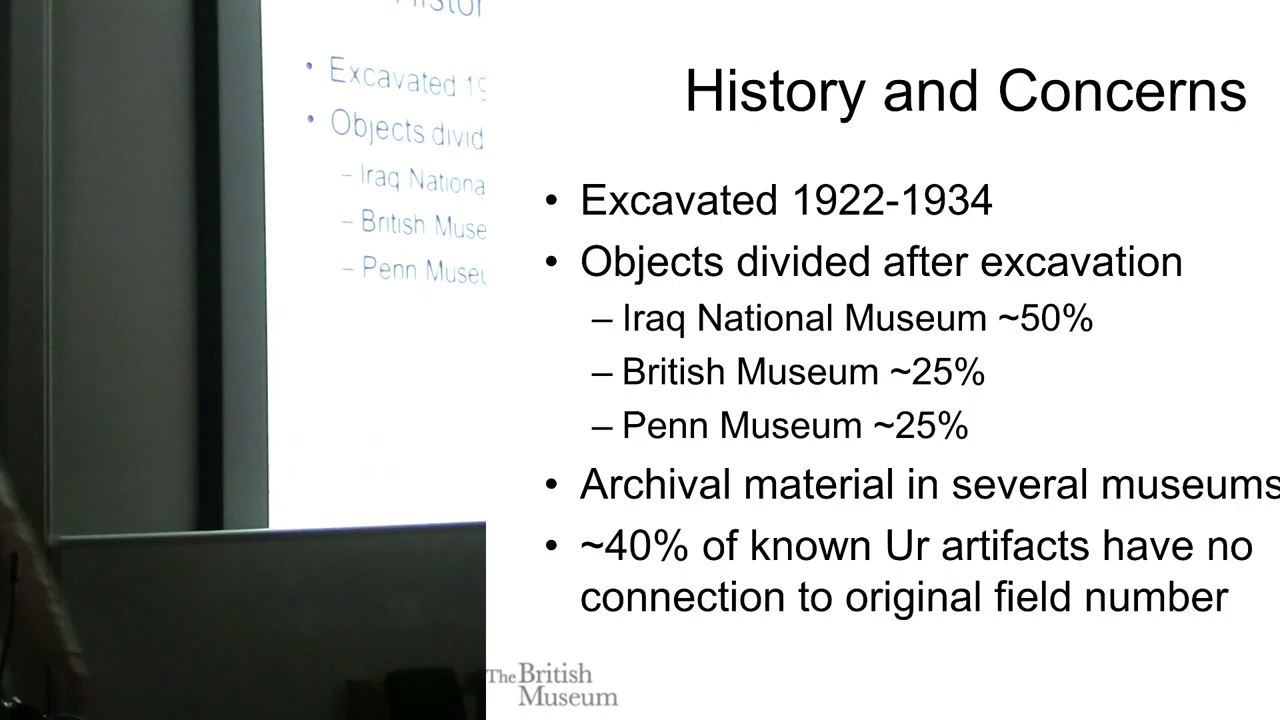 Histor
Excavated 19
Objects divid
– Iraq Nationa
– British Muse
– Penn Museu
History and Concerns
• Excavated 1922-1934
• Objects divided after excavation
– Iraq National Museum ~50%
– British Museum ~25%
– Penn Museum ~25%
• Archival material in several museums
• ~40% of known Ur artifacts have no
connection to original field number
The British
Museum